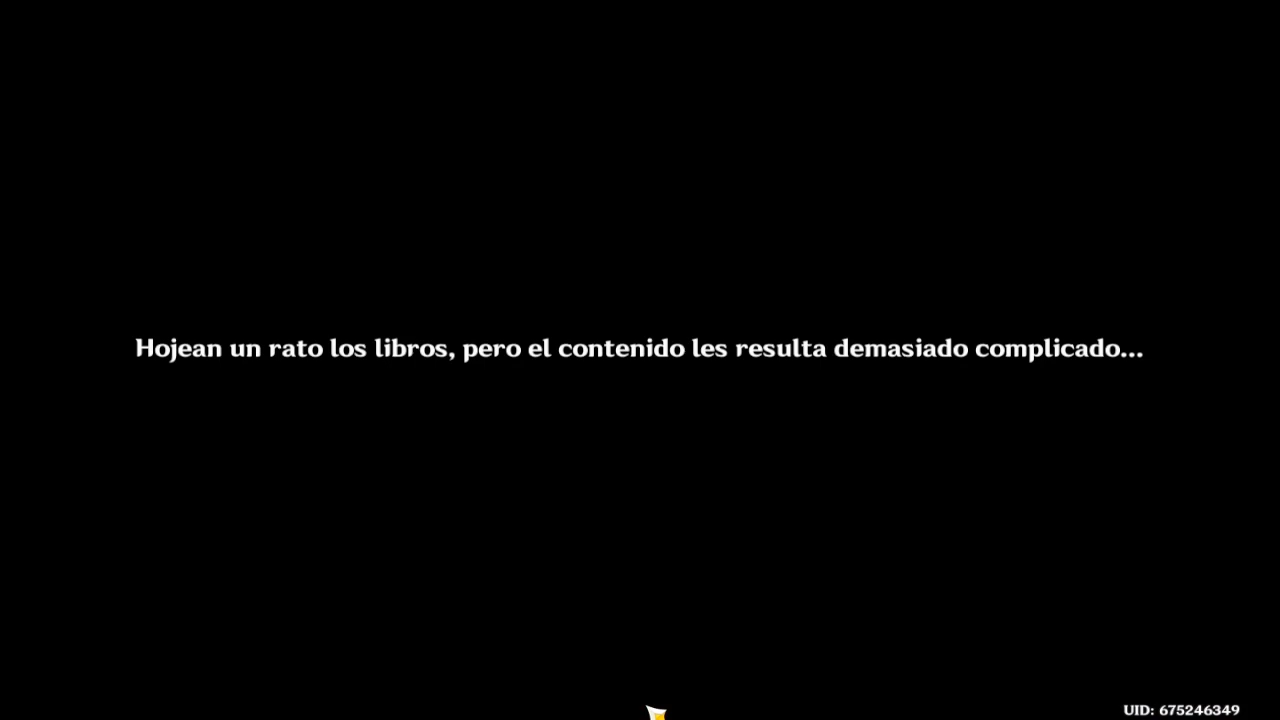 Hojean un rato los libros, pero el contenido les resulta demasiado complicado...
UID: 675246349